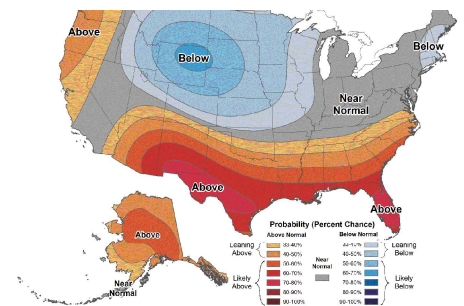 Above
Below
Below
Near
Normal
Above
Above
Above
Near
Normal
Probability (Percent Chance)
Above Normal
Below Normal
Leaning
Above
Likely
Above
33-40%
40-50%
50-60%
60-70%
70-80%
80-90%
90-100%
Near
Normal
33-40%
40-50%
50-60%
60-70%
70-80%
80-90%
90-100%
Leaning
Below
Likely
Below